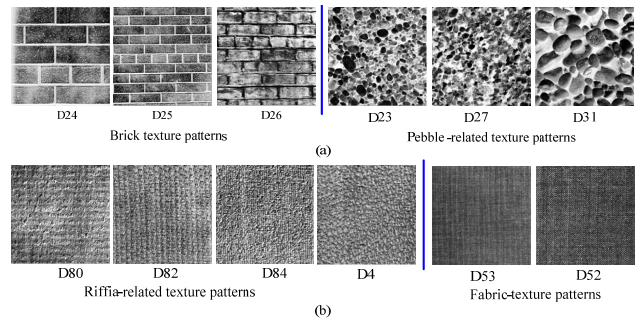 D24 D25 D26 D23 D27 D31
Brick texture patterns Pebble-related texture patterns
(a)
D80 D82 D84 D4 D53 D52
Riffia-related texture patterns Fabric-texture patterns
(b)